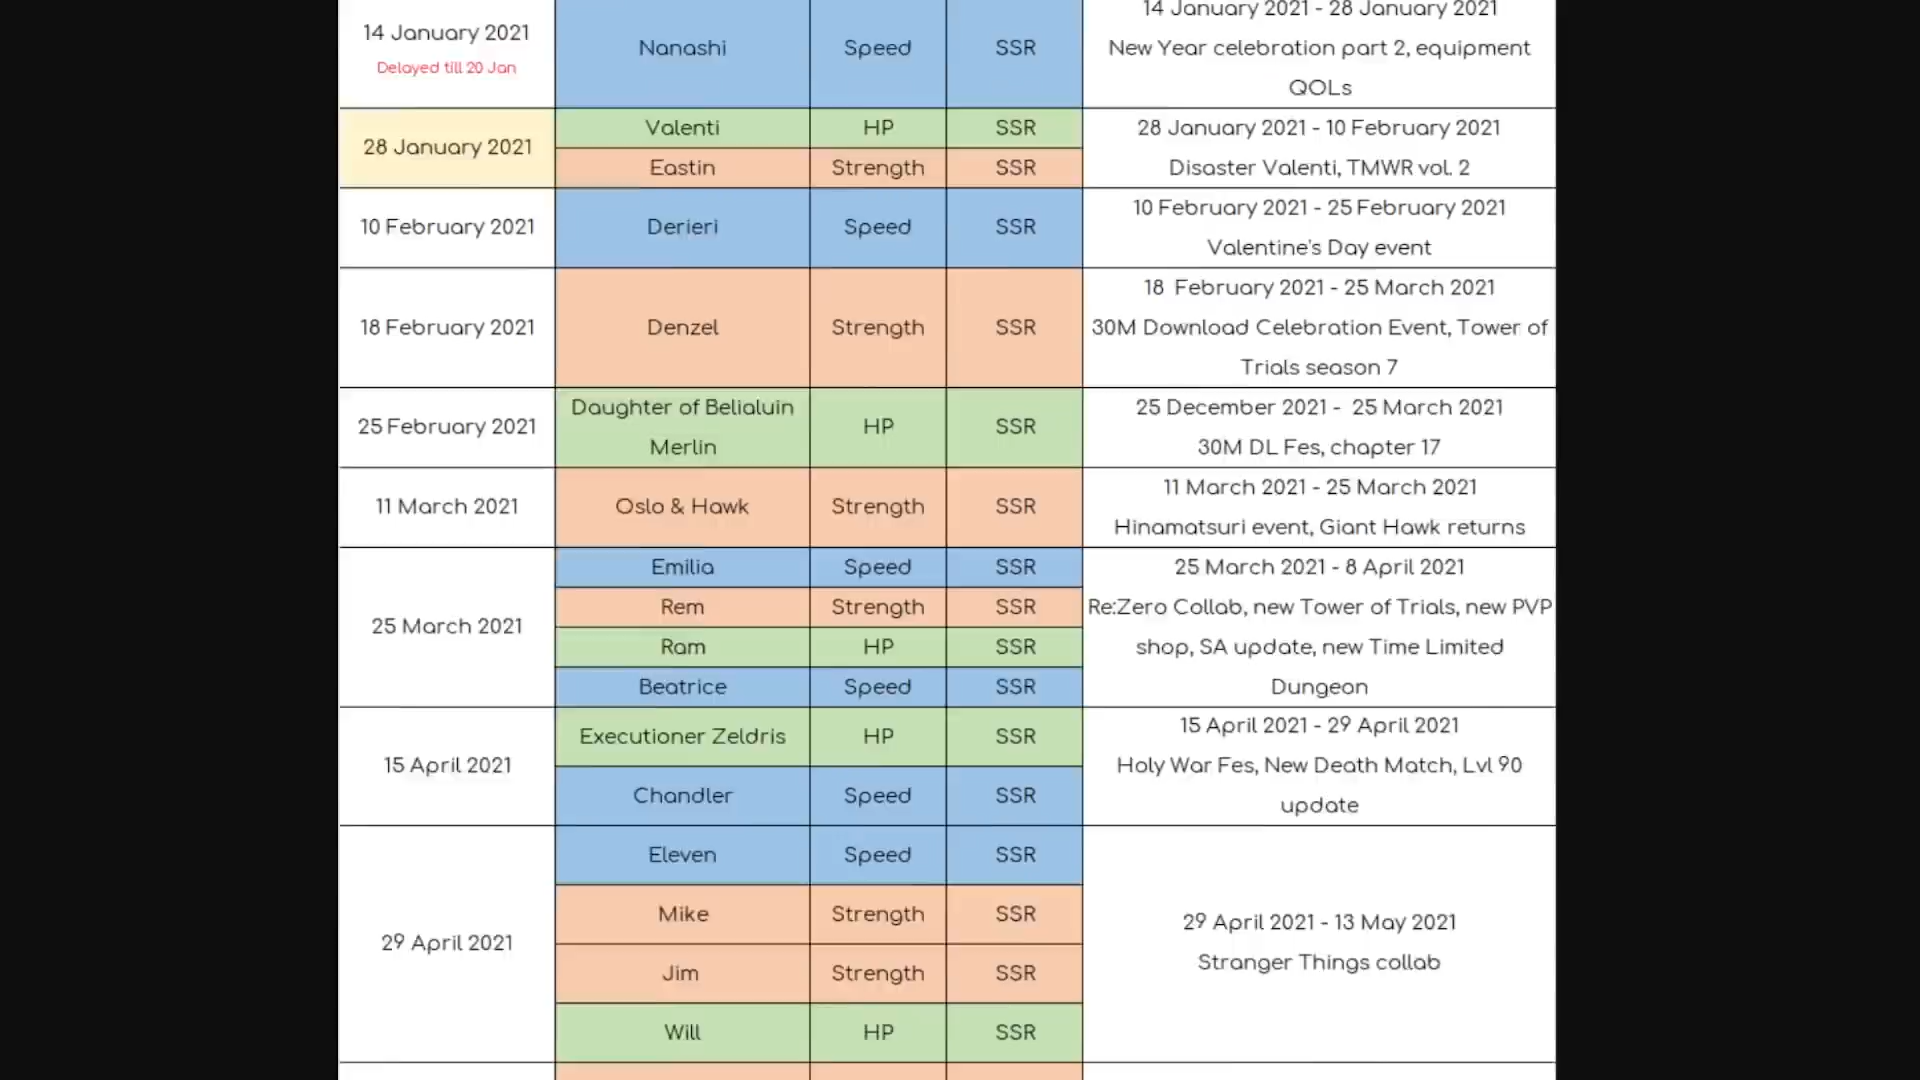 14 January 2021
Delayed till 20 Jan
Nanashi
Speed
SSR
14 January 2021 - 28 January 2021
New Year celebration part 2, equipment
QOLs
28 January 2021
Valenti
HP
SSR
Eastin
Strength
SSR
28 January 2021 - 10 February 2021
Disaster Valenti, TMWR vol. 2
10 February 2021
Derieri
Speed
SSR
10 February 2021 - 25 February 2021
Valentine's Day event
18 February 2021
Denzel
Strength
SSR
18  February 2021 - 25 March 2021
30M Download Celebration Event, Tower of
Trials season 7
25 February 2021
Daughter of Belialuin
Merlin
HP
SSR
25 December 2021 -  25 March 2021
30M DL Fes, chapter 17
11 March 2021
Oslo & Hawk
Strength
SSR
11 March 2021 - 25 March 2021
Hinamatsuri event, Giant Hawk returns
25 March 2021
Emilia
Speed
SSR
Rem
Strength
SSR
Ram
HP
SSR
Beatrice
Speed
SSR
25 March 2021 - 8 April 2021
Re:Zero Collab, new Tower of Trials, new PVP
shop, SA update, new Time Limited
Dungeon
15 April 2021
Executioner Zeldris
HP
SSR
Chandler
Speed
SSR
15 April 2021 - 29 April 2021
Holy War Fes, New Death Match, Lvl 90
update
29 April 2021
Eleven
Speed
SSR
Mike
Strength
SSR
Jim
Strength
SSR
Will
HP
SSR
29 April 2021 - 13 May 2021
Stranger Things collab